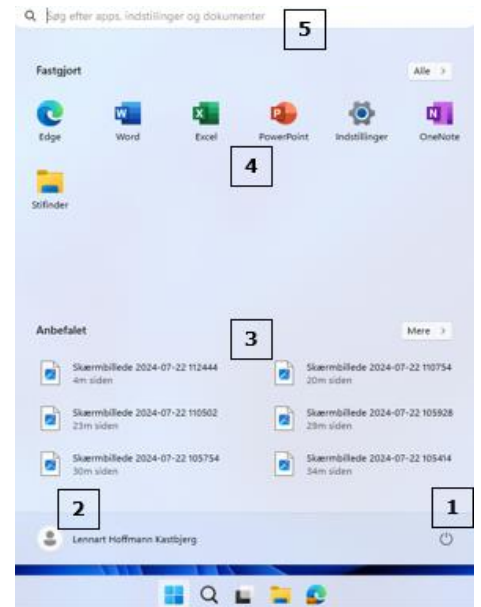 Søg efter apps, indstillinger og dokumenter
5
Fastgjort
Alle >
Edge
Word
Excel
PowerPoint
Indstillinger
OneNote
4
Stifinder
Anbefalet
3
Mere >
Skærmbillede 2024-07-22 112444
4m siden
Skærmbillede 2024-07-22 110754
20m siden
Skærmbillede 2024-07-22 110502
23m siden
Skærmbillede 2024-07-22 105928
28m siden
Skærmbillede 2024-07-22 105754
30m siden
Skærmbillede 2024-07-22 105414
34m siden
2
1
Lennart Hoffmann Kastbjerg